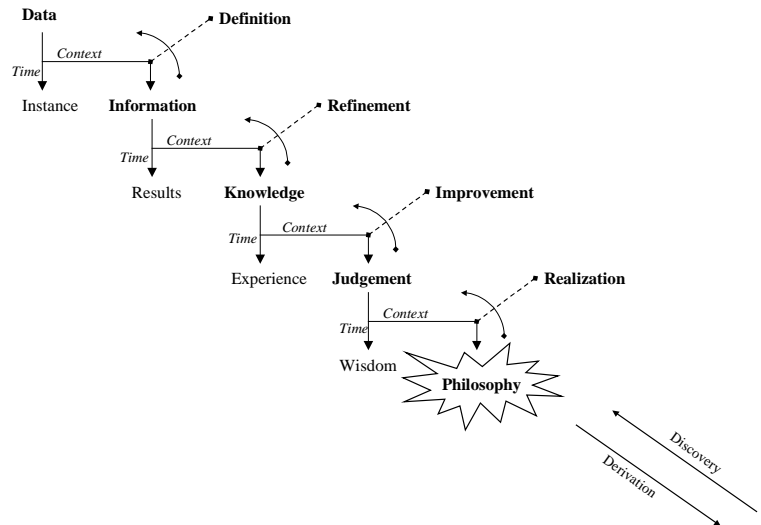 Data
Definition
Context
Time
Instance
Information
Refinement
Context
Time
Results
Knowledge
Improvement
Context
Time
Experience
Judgement
Realization
Context
Time
Wisdom
Philosophy
Discovery
Derivation